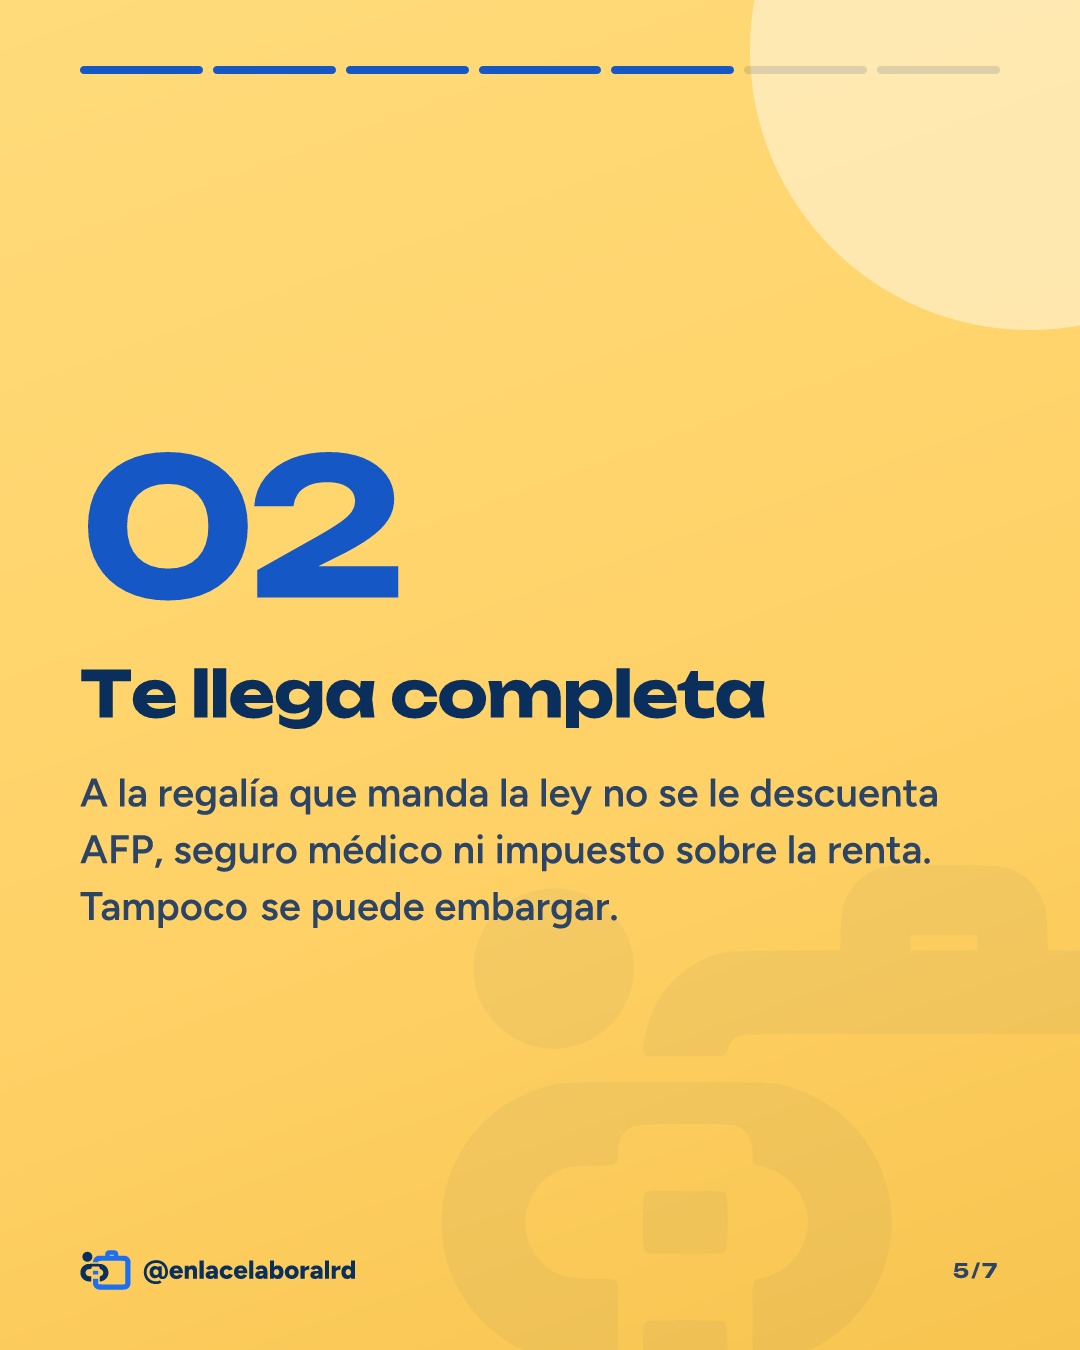 02
Te llega completa
A la regalía que manda la ley no se le descuenta
AFP, seguro médico ni impuesto sobre la renta.
Tampoco se puede embargar.
@enlacelaboralrd
5/7